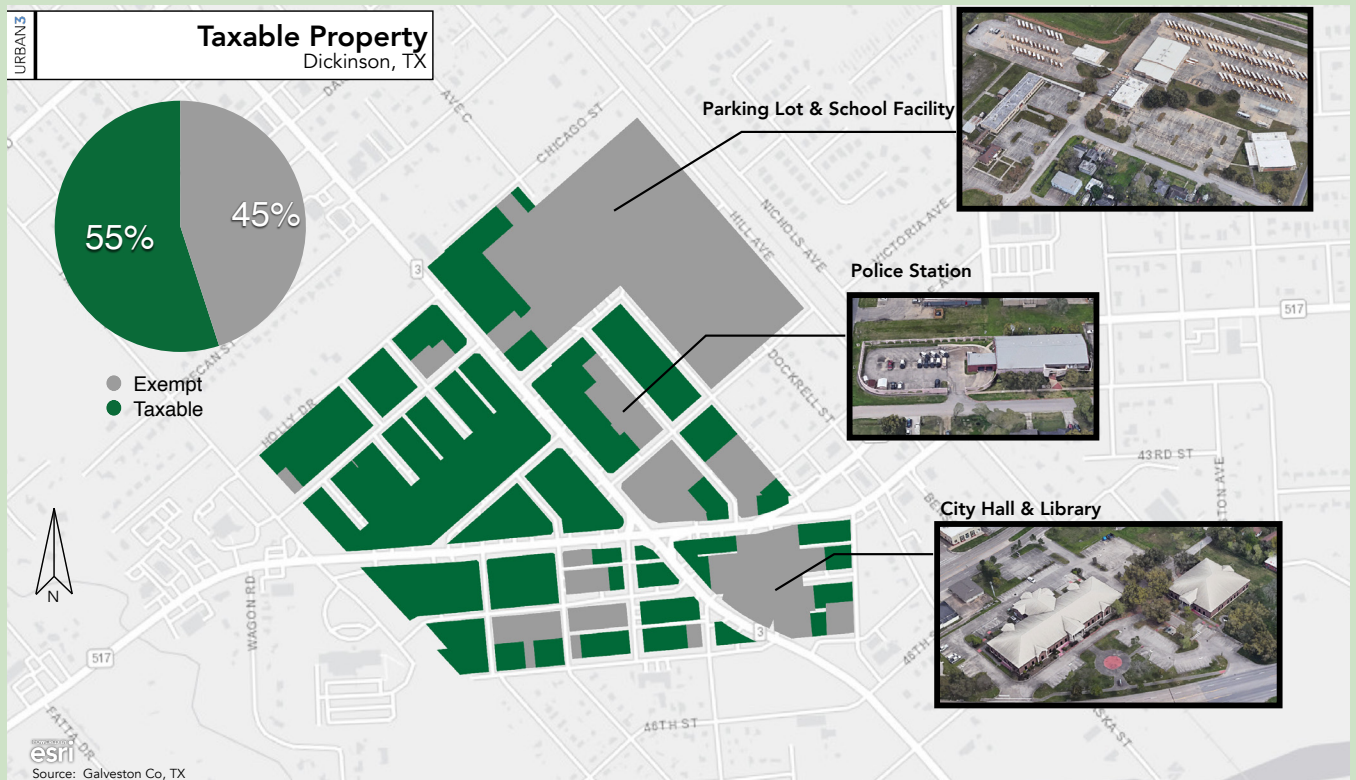 URBAN3
Taxable Property
Dickinson, TX
55%
45%
Exempt
Taxable
Parking Lot & School Facility
Police Station
City Hall & Library
AVE C
CHICAGO ST
HILL AVE
NICHOLS AVE
VICTORIA AVE
3
517
DOCKRELL ST
HOLLY DR
43RD ST
N
WAGON RD
3
517
46TH ST
POWERED BY
esri
Source: Galveston Co, TX